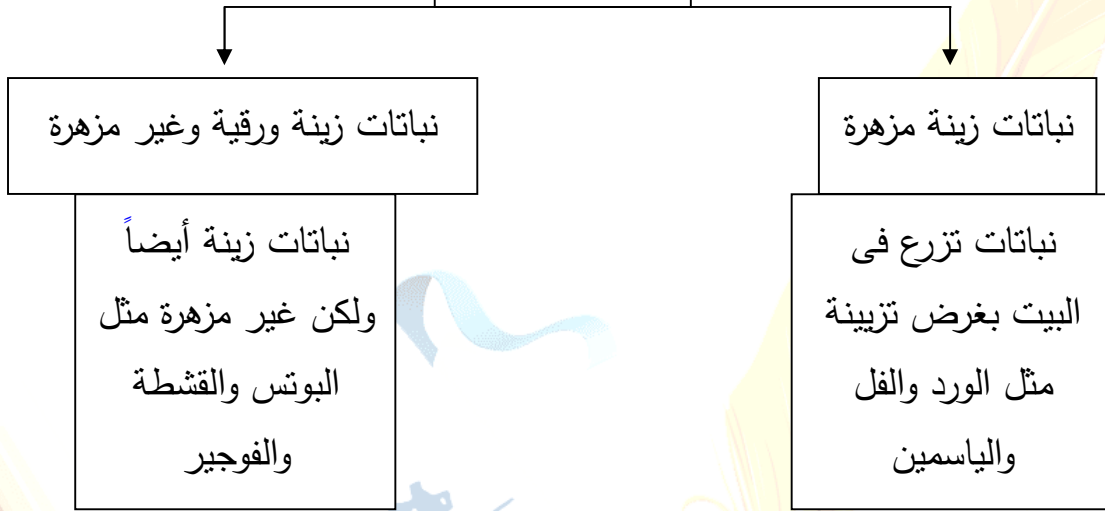 نباتات زينة مزهرة
نباتات تزرع فى
البيت بغرض تزيينة
مثل الورد والفل
والياسمين
نباتات زينة ورقية وغير مزهرة
نباتات زينة أيضاً
ولكن غير مزهرة مثل
البوتس والقشطة
والفوجير